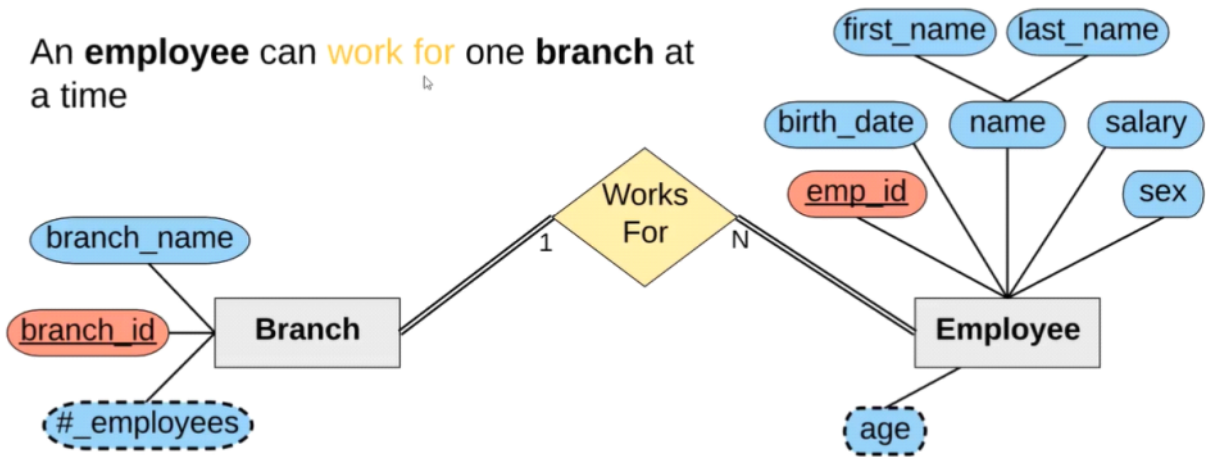 An employee can work for one branch at
a time
first_name
last_name
birth_date
name
salary
emp_id
sex
Works
For
1
N
branch_name
branch_id
#_employees
Branch
Employee
age